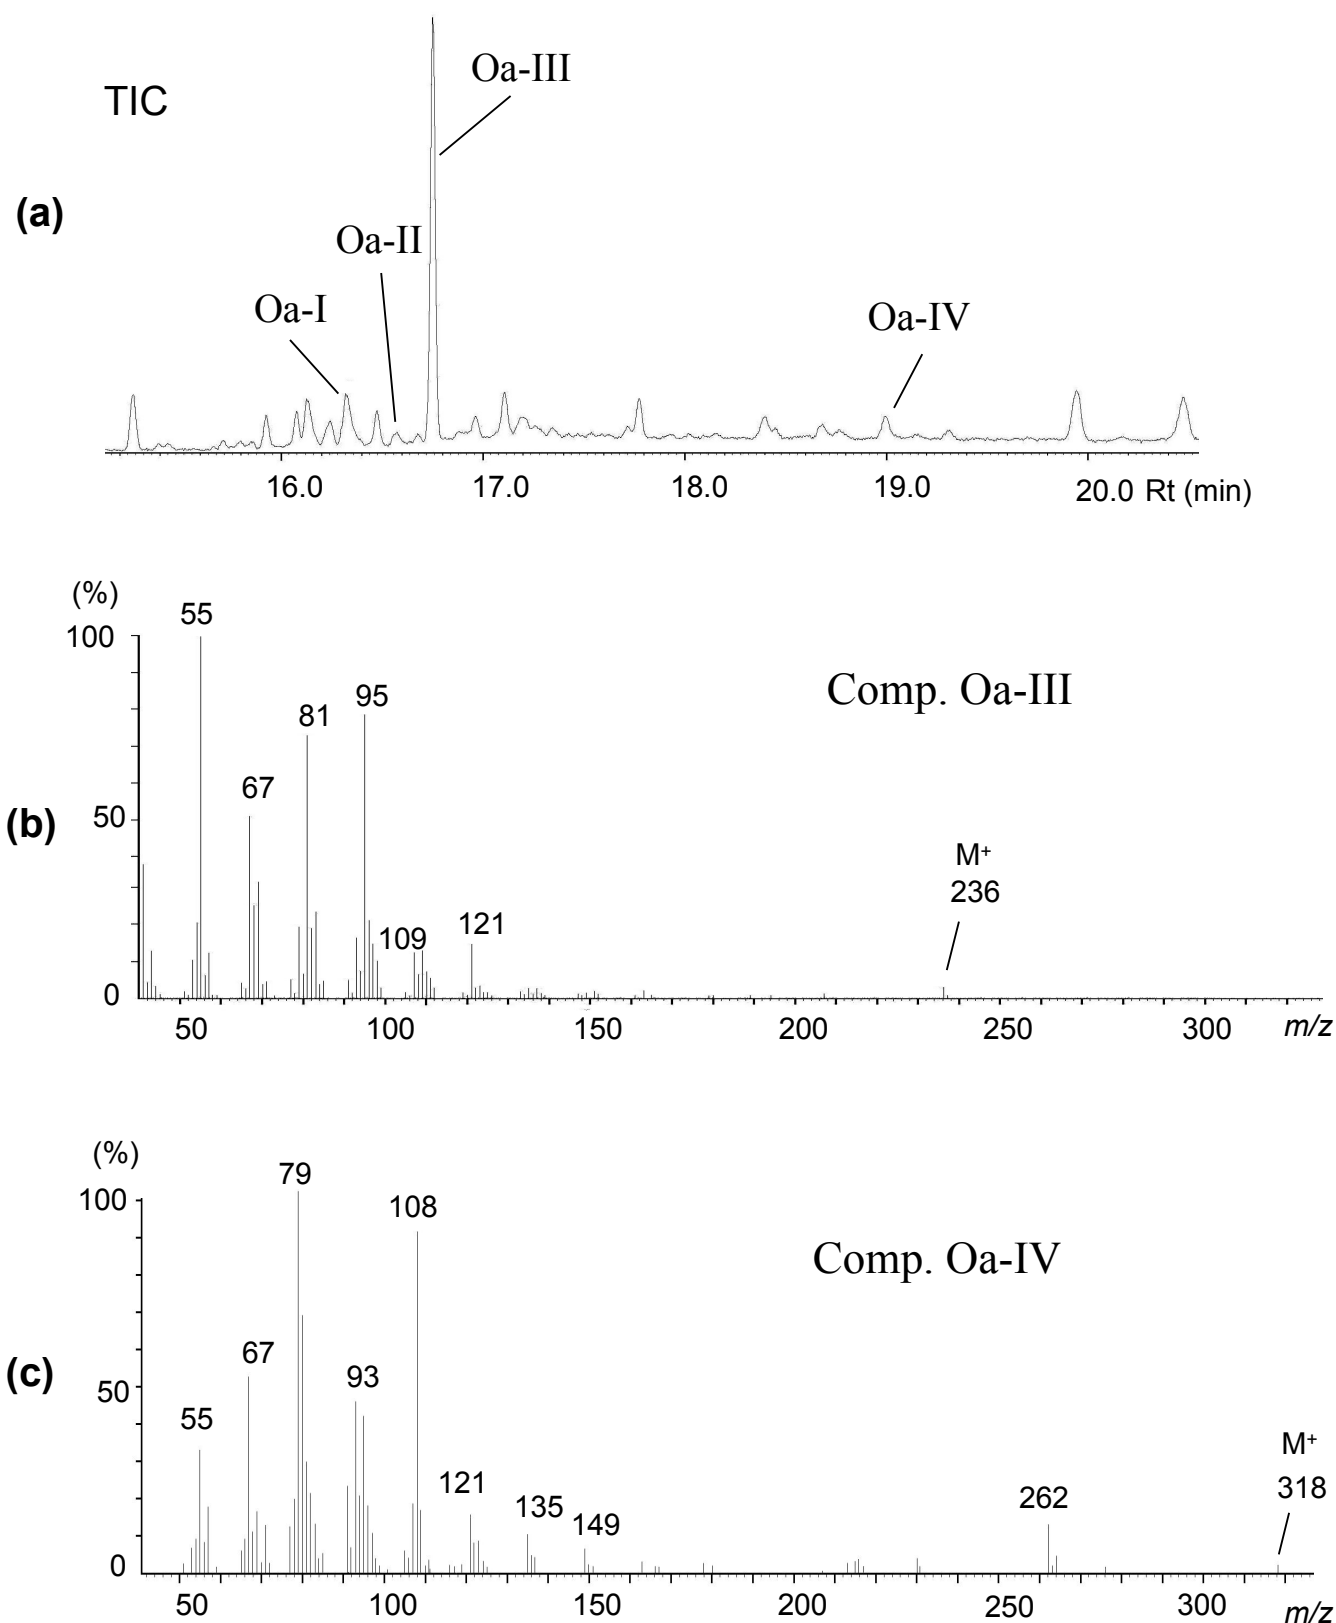 Oa-III
TIC
(a)
Oa-II
Oa-I
Oa-IV
16.0 17.0 18.0 19.0 20.0 Rt (min)
(%)
55
100
Comp. Oa-III
95
81
67
(b)
50
M+
236
109 121
0
50 100 150 200 250 300 m/z
(%)
79
100
108
Comp. Oa-IV
67
(c)
93
50
55
M+
121
318
262
135
149
0
50 100 150 200 250 300 m/z